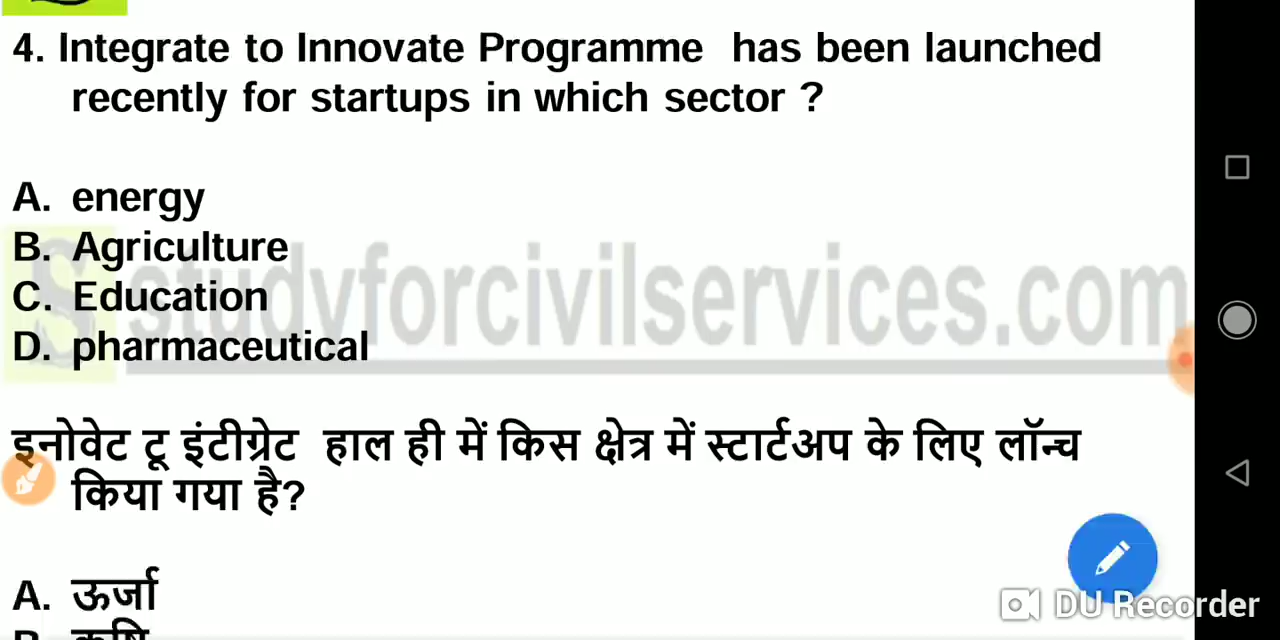 4. Integrate to Innovate Programme has been launched
recently for startups in which sector ?
A. energy
B. Agriculture
C. Education
D. pharmaceutical
studyforcivilservices.com
इनोवेट टू इंटीग्रेट हाल ही में किस क्षेत्र में स्टार्टअप के लिए लॉन्च
किया गया है?
A. ऊर्जा
B. कृषि
DU Recorder